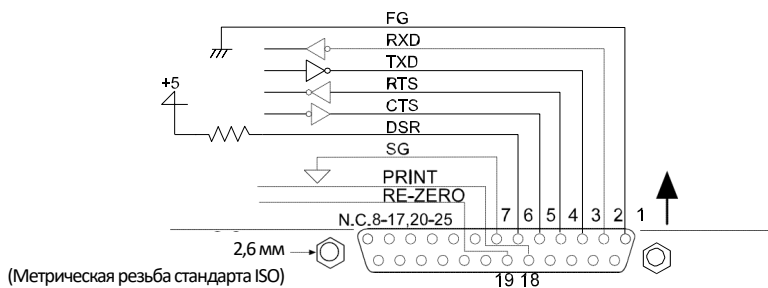 FG
RXD
TXD
RTS
+5
CTS
DSR
SG
PRINT
RE-ZERO
N.C.8-17,20-25 7 6 5 4 3 2 1
2,6 мм
(Метрическая резьба стандарта ISO)
19 18